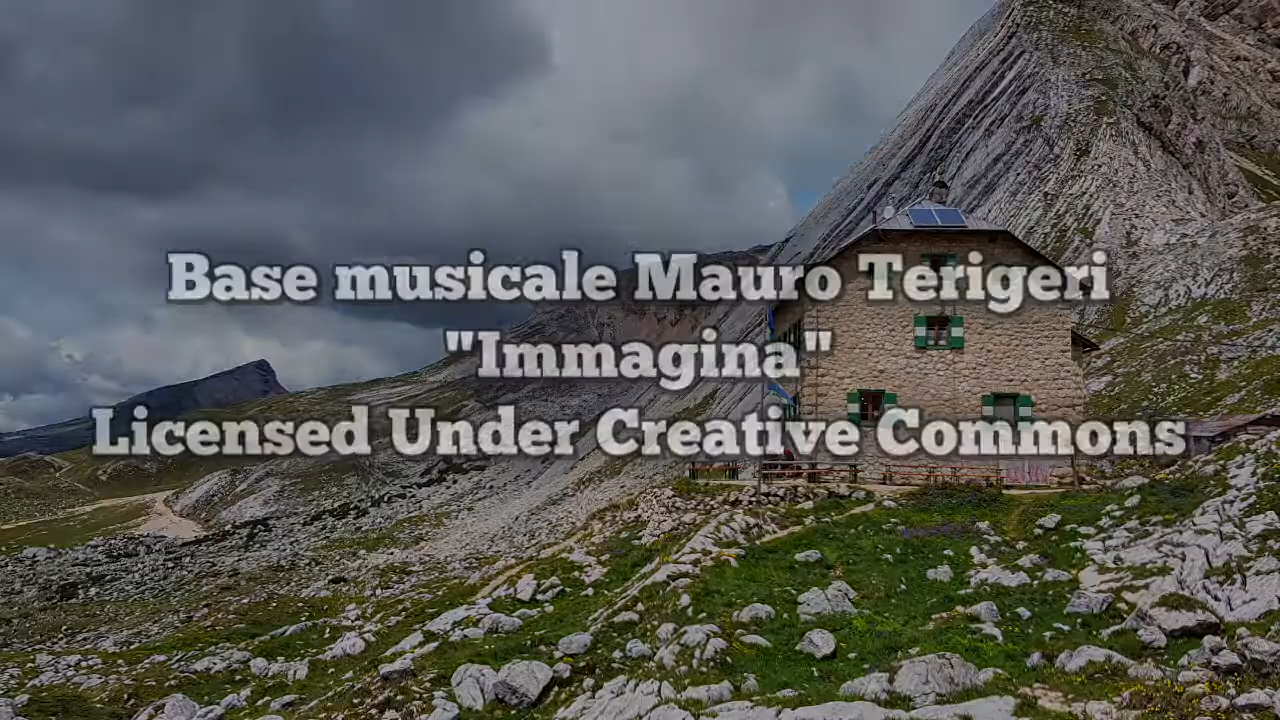 Base musicale Mauro Terigeri
"Immagina"
Licensed Under Creative Commons